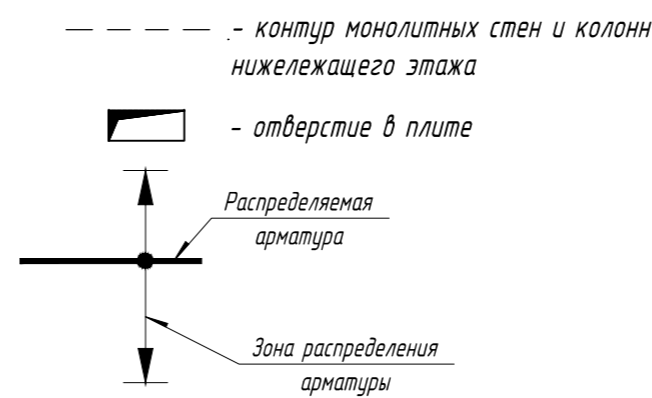 - контур монолитных стен и колонн
нижележащего этажа
- отверстие в плите
Распределяемая
арматура
Зона распределения
арматуры